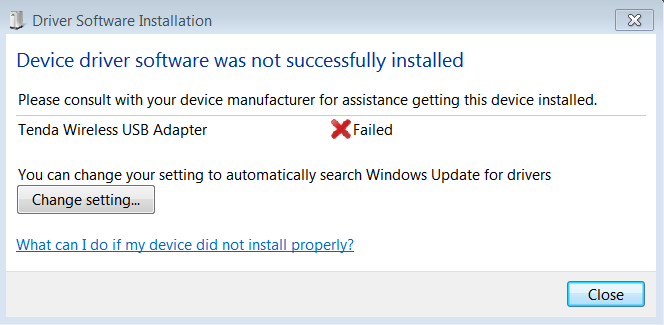 Driver Software Installation
Device driver software was not successfully installed
Please consult with your device manufacturer for assistance getting this device installed.
Tenda Wireless USB Adapter Failed
You can change your setting to automatically search Windows Update for drivers
Change setting...
What can I do if my device did not install properly?
Close